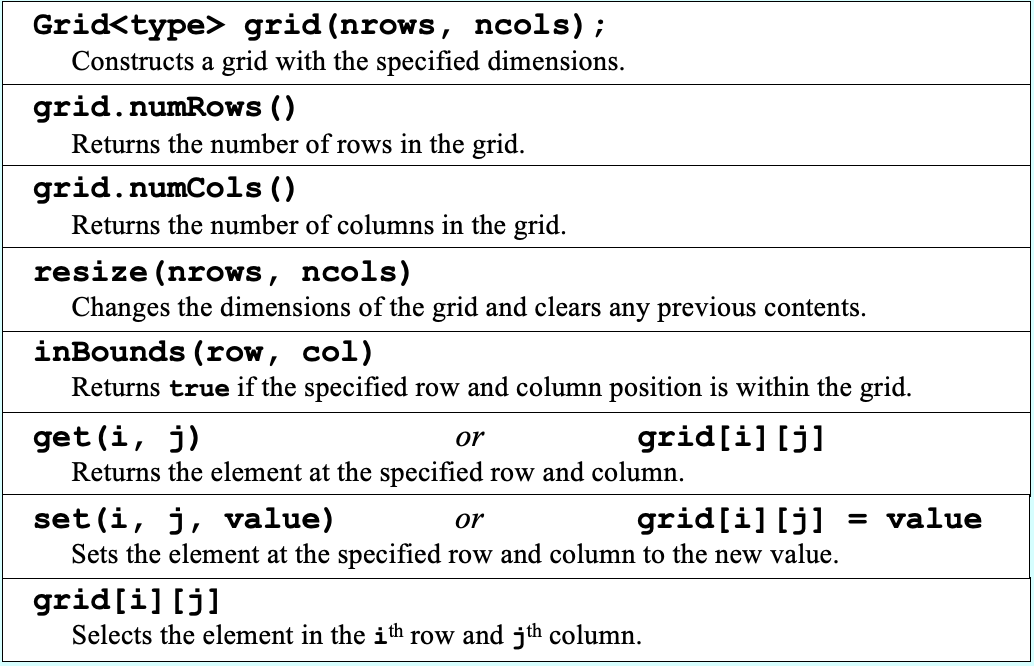 Grid<type> grid(nrows, ncols);
Constructs a grid with the specified dimensions.
grid.numRows()
Returns the number of rows in the grid.
grid.numCols()
Returns the number of columns in the grid.
resize(nrows, ncols)
Changes the dimensions of the grid and clears any previous contents.
inBounds(row, col)
Returns true if the specified row and column position is within the grid.
get(i, j) or grid[i][j]
Returns the element at the specified row and column.
set(i, j, value) or grid[i][j] = value
Sets the element at the specified row and column to the new value.
grid[i][j]
Selects the element in the ith row and jth column.